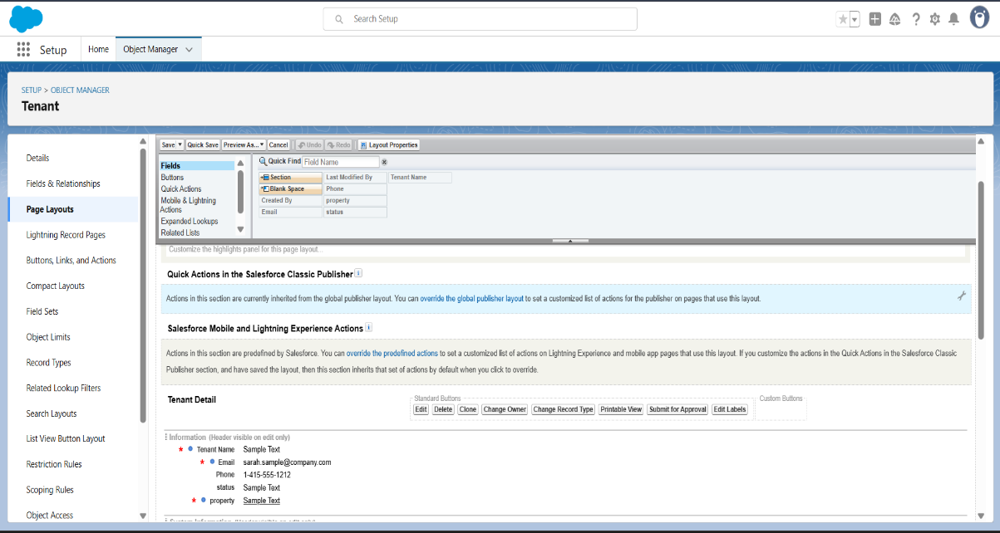 Search Setup
Setup
Home
Object Manager
SETUP > OBJECT MANAGER
Tenant
Details
Fields & Relationships
Page Layouts
Lightning Record Pages
Buttons, Links, and Actions
Compact Layouts
Field Sets
Object Limits
Record Types
Related Lookup Filters
Search Layouts
List View Button Layout
Restriction Rules
Scoping Rules
Object Access
Save Quick Save Preview As... Cancel Undo Redo Layout Properties
Fields
Buttons
Quick Actions
Mobile & Lightning
Actions
Expanded Lookups
Related Lists
Quick Find Field Name
Section Last Modified By Tenant Name
Blank Space Phone
Created By property
Email status
Customize the highlights panel for this page layout...
Quick Actions in the Salesforce Classic Publisher i
Actions in this section are currently inherited from the global publisher layout. You can override the global publisher layout to set a customized list of actions for the publisher on pages that use this layout.
Salesforce Mobile and Lightning Experience Actions i
Actions in this section are predefined by Salesforce. You can override the predefined actions to set a customized list of actions on Lightning Experience and mobile app pages that use this layout. If you customize the actions in the Quick Actions in the Salesforce Classic
Publisher section, and have saved the layout, then this section inherits that set of actions by default when you click to override.
Tenant Detail
Standard Buttons
Edit Delete Clone Change Owner Change Record Type Printable View Submit for Approval Edit Labels
Custom Buttons
Information (Header visible on edit only)
* Tenant Name Sample Text
* Email sarah.sample@company.com
Phone 1-415-555-1212
status Sample Text
* property Sample Text
System Information (Header visible on edit only)